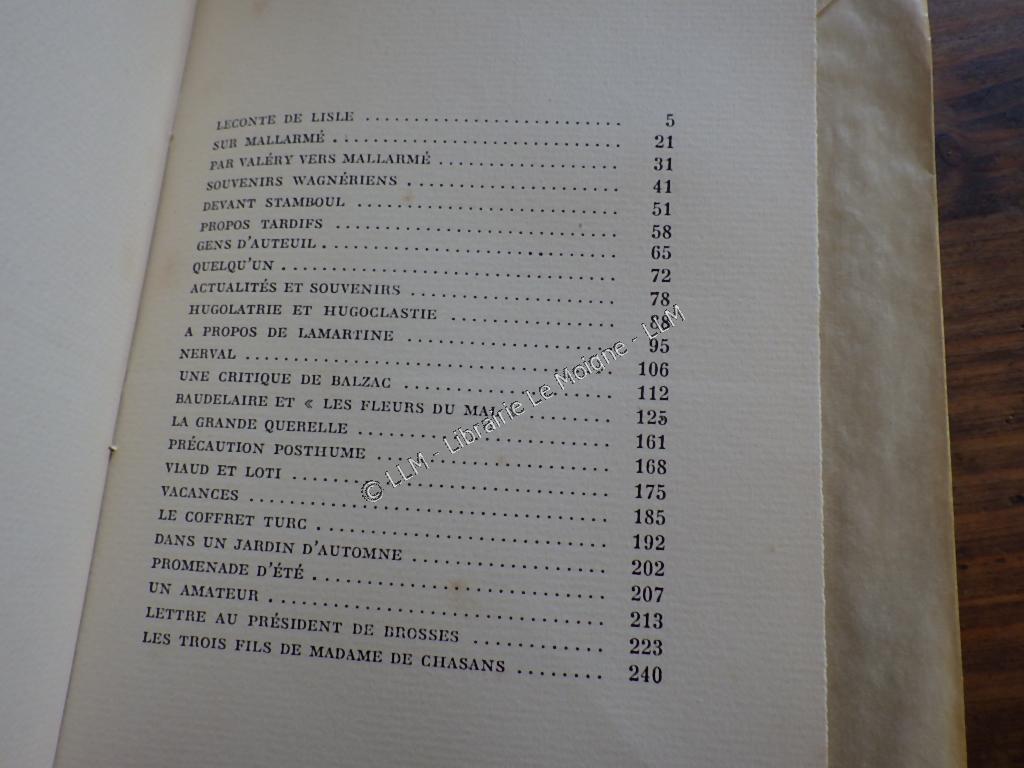 LECONTE DE LISLE ............................ 5
SUR MALLARMÉ ............................... 21
PAR VALÉRY VERS MALLARMÉ .................... 31
SOUVENIRS WAGNÉRIENS ........................ 41
DEVANT STAMBOUL ............................. 51
PROPOS TARDIFS .............................. 58
GENS D'AUTEUIL .............................. 65
QUELQU'UN ................................... 72
ACTUALITÉS ET SOUVENIRS ..................... 78
HUGOLATRIE ET HUGOCLASTIE ................... 88
A PROPOS DE LAMARTINE ....................... 95
NERVAL ...................................... 106
UNE CRITIQUE DE BALZAC ...................... 112
BAUDELAIRE ET « LES FLEURS DU MAL ........... 125
LA GRANDE QUERELLE .......................... 161
PRÉCAUTION POSTHUME ......................... 168
VIAUD ET LOTI ............................... 175
VACANCES .................................... 185
LE COFFRET TURC ............................. 192
DANS UN JARDIN D'AUTOMNE .................... 202
PROMENADE D'ÉTÉ ............................. 207
UN AMATEUR .................................. 213
LETTRE AU PRÉSIDENT DE BROSSES .............. 223
LES TROIS FILS DE MADAME DE CHASANS ......... 240
© LLM - Librairie Le Moigne - LLM